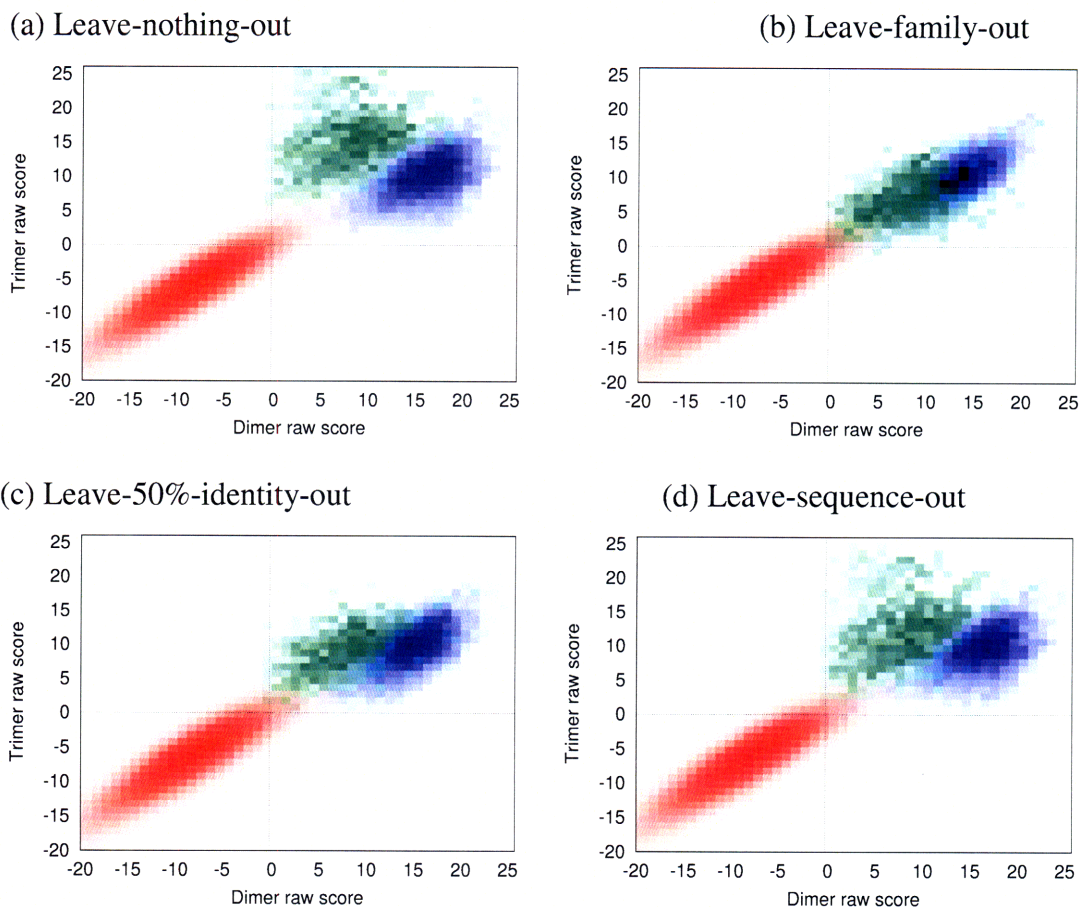 (a) Leave-nothing-out
(b) Leave-family-out
25
20
15
10
5
0
-5
-10
-15
-20
Trimer raw score
-20 -15 -10 -5 0 5 10 15 20 25
Dimer raw score
25
20
15
10
5
0
-5
-10
-15
-20
Trimer raw score
-20 -15 -10 -5 0 5 10 15 20 25
Dimer raw score
(c) Leave-50%-identity-out
(d) Leave-sequence-out
25
20
15
10
5
0
-5
-10
-15
-20
Trimer raw score
-20 -15 -10 -5 0 5 10 15 20 25
Dimer raw score
25
20
15
10
5
0
-5
-10
-15
-20
Trimer raw score
-20 -15 -10 -5 0 5 10 15 20 25
Dimer raw score